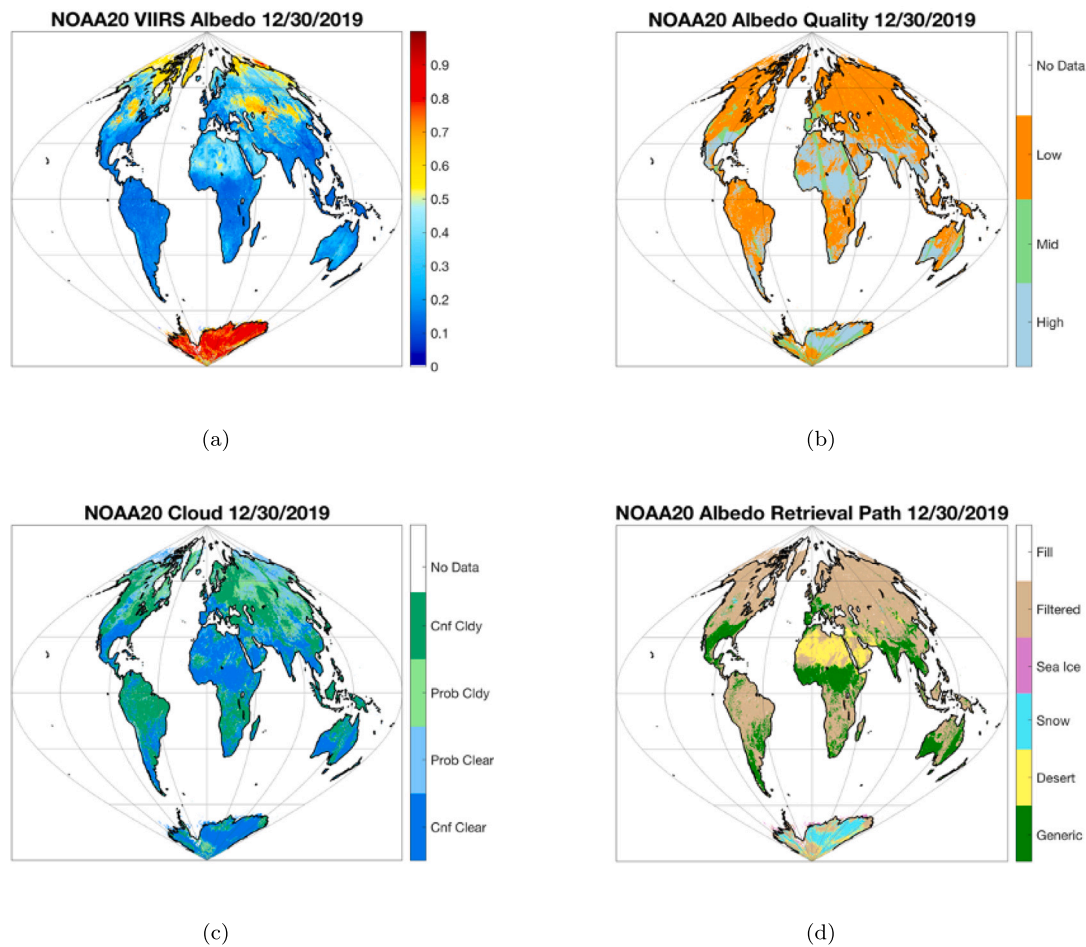 NOAA20 VIIRS Albedo 12/30/2019
0.9
0.8
0.7
0.6
0.5
0.4
0.3
0.2
0.1
0
(a)
NOAA20 Albedo Quality 12/30/2019
No Data
Low
Mid
High
(b)
NOAA20 Cloud 12/30/2019
No Data
Cnf Cldy
Prob Cldy
Prob Clear
Cnf Clear
(c)
NOAA20 Albedo Retrieval Path 12/30/2019
Fill
Filtered
Sea Ice
Snow
Desert
Generic
(d)